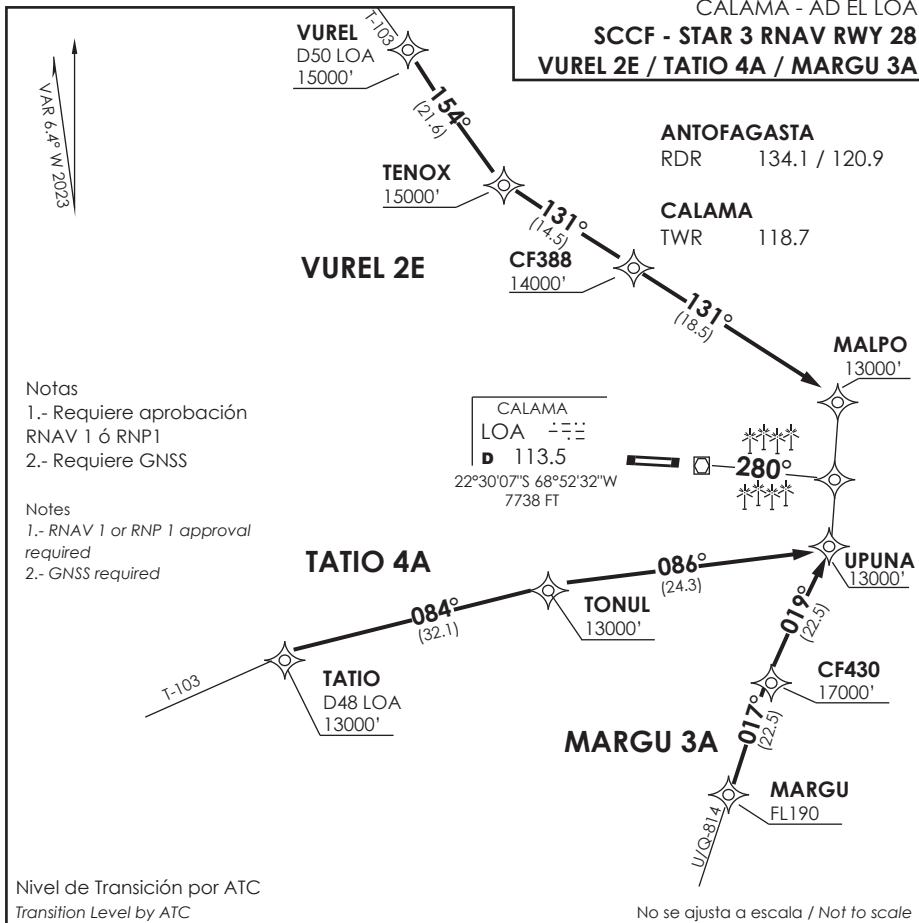 CALAMA - AD EL LOA
SCCF - STAR 3 RNAV RWY 28
VUREL 2E / TATIO 4A / MARGU 3A
VAR 6.4° W 2023
T-103
VUREL
D50 LOA
15000'
154°
(21.6)
TENOX
15000'
131°
(14.5)
CF388
14000'
131°
(18.5)
ANTOFAGASTA
RDR 134.1 / 120.9
CALAMA
TWR 118.7
VUREL 2E
MALPO
13000'
Notas
1.- Requiere aprobación
RNAV 1 ó RNP1
2.- Requiere GNSS
Notes
1.- RNAV 1 or RNP 1 approval
required
2.- GNSS required
CALAMA
LOA
D 113.5
22°30'07"S 68°52'32"W
7738 FT
280°
UPUNA
13000'
TATIO 4A
086°
(24.3)
TONUL
13000'
084°
(32.1)
T-103
TATIO
D48 LOA
13000'
019°
(22.5)
CF430
17000'
017°
(22.5)
MARGU 3A
MARGU
FL190
U/Q-814
Nivel de Transición por ATC
Transition Level by ATC
No se ajusta a escala / Not to scale